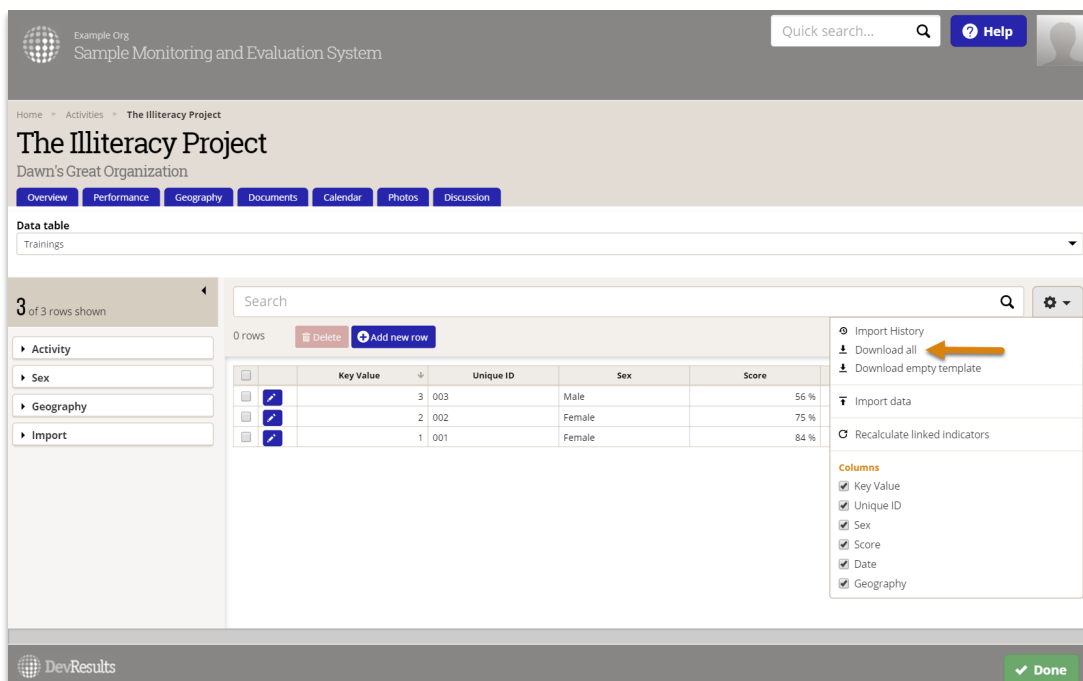 Example Org
Sample Monitoring and Evaluation System
Quick search...
? Help
Home ▸ Activities ▸ The Illiteracy Project
The Illiteracy Project
Dawn's Great Organization
Overview Performance Geography Documents Calendar Photos Discussion
Data table
Trainings
3 of 3 rows shown
Search
0 rows Delete Add new row
Activity
Sex
Geography
Import
Key Value Unique ID Sex Score
3 003 Male 56 %
2 002 Female 75 %
1 001 Female 84 %
Import History
Download all
Download empty template
Import data
Recalculate linked indicators
Columns
Key Value
Unique ID
Sex
Score
Date
Geography
DevResults
Done